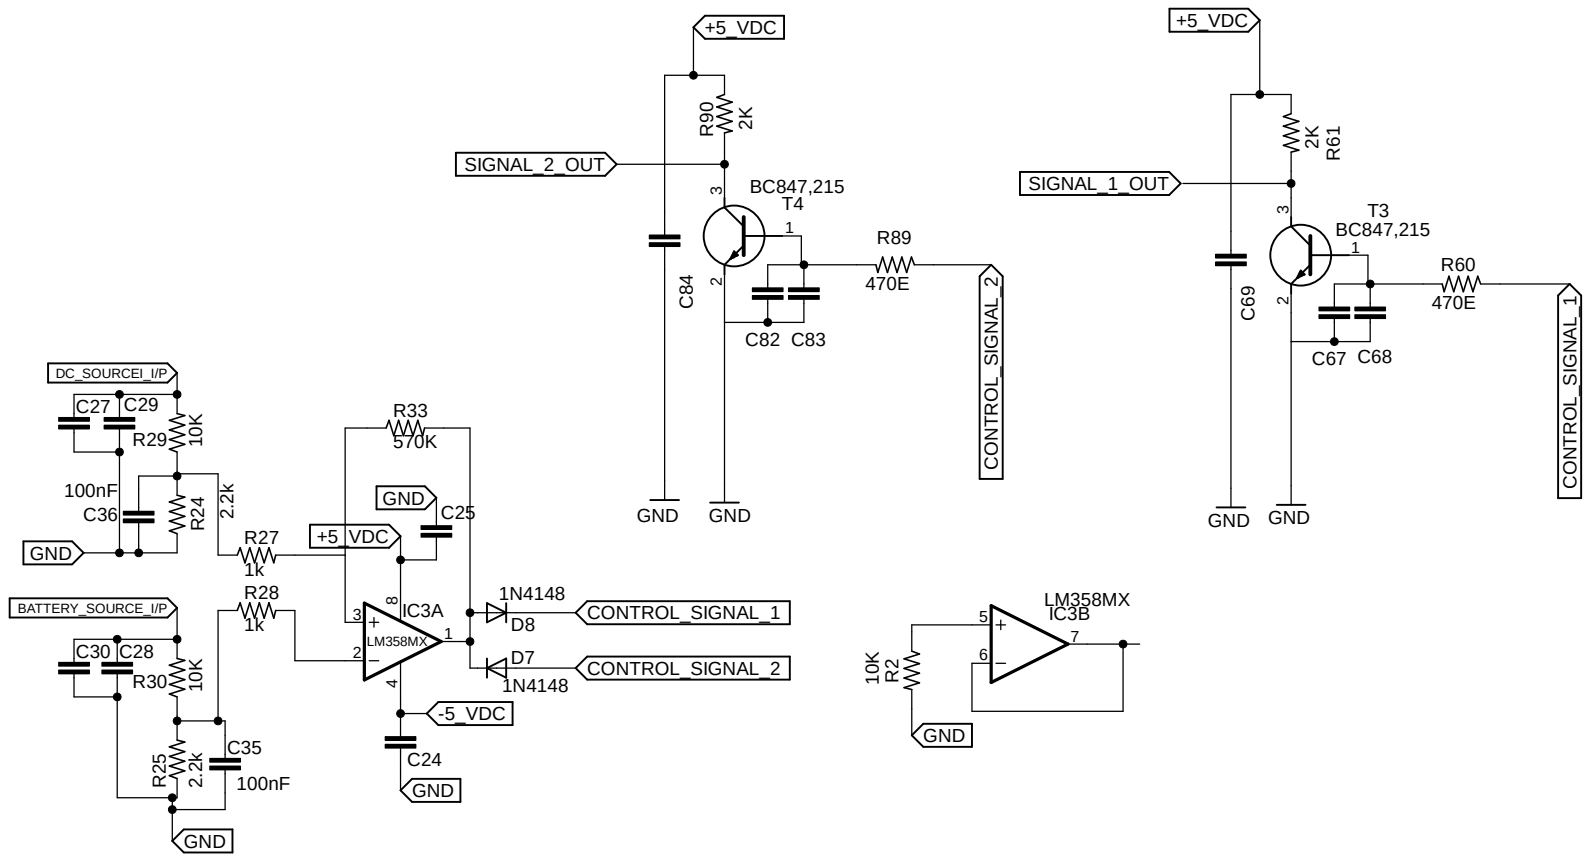 +5_VDC
R90
2K
SIGNAL_2_OUT
3
BC847,215
T4
1
2
C84
R89
470E
C82
C83
CONTROL_SIGNAL_2
GND
GND
+5_VDC
2K
R61
SIGNAL_1_OUT
3
T3
BC847,215
1
2
C69
R60
470E
C67
C68
CONTROL_SIGNAL_1
GND
GND
DC_SOURCEI_I/P
C27
C29
R29
10K
100nF
C36
R24
2.2k
GND
R27
1k
R33
570K
GND
C25
+5_VDC
BATTERY_SOURCE_I/P
R28
1k
C30
C28
R30
10K
R25
2.2k
C35
100nF
GND
8
IC3A
3
+
LM358MX
2
−
1
4
-5_VDC
C24
GND
1N4148
D8
CONTROL_SIGNAL_1
D7
1N4148
CONTROL_SIGNAL_2
LM358MX
IC3B
5
+
6
−
7
10K
R2
GND